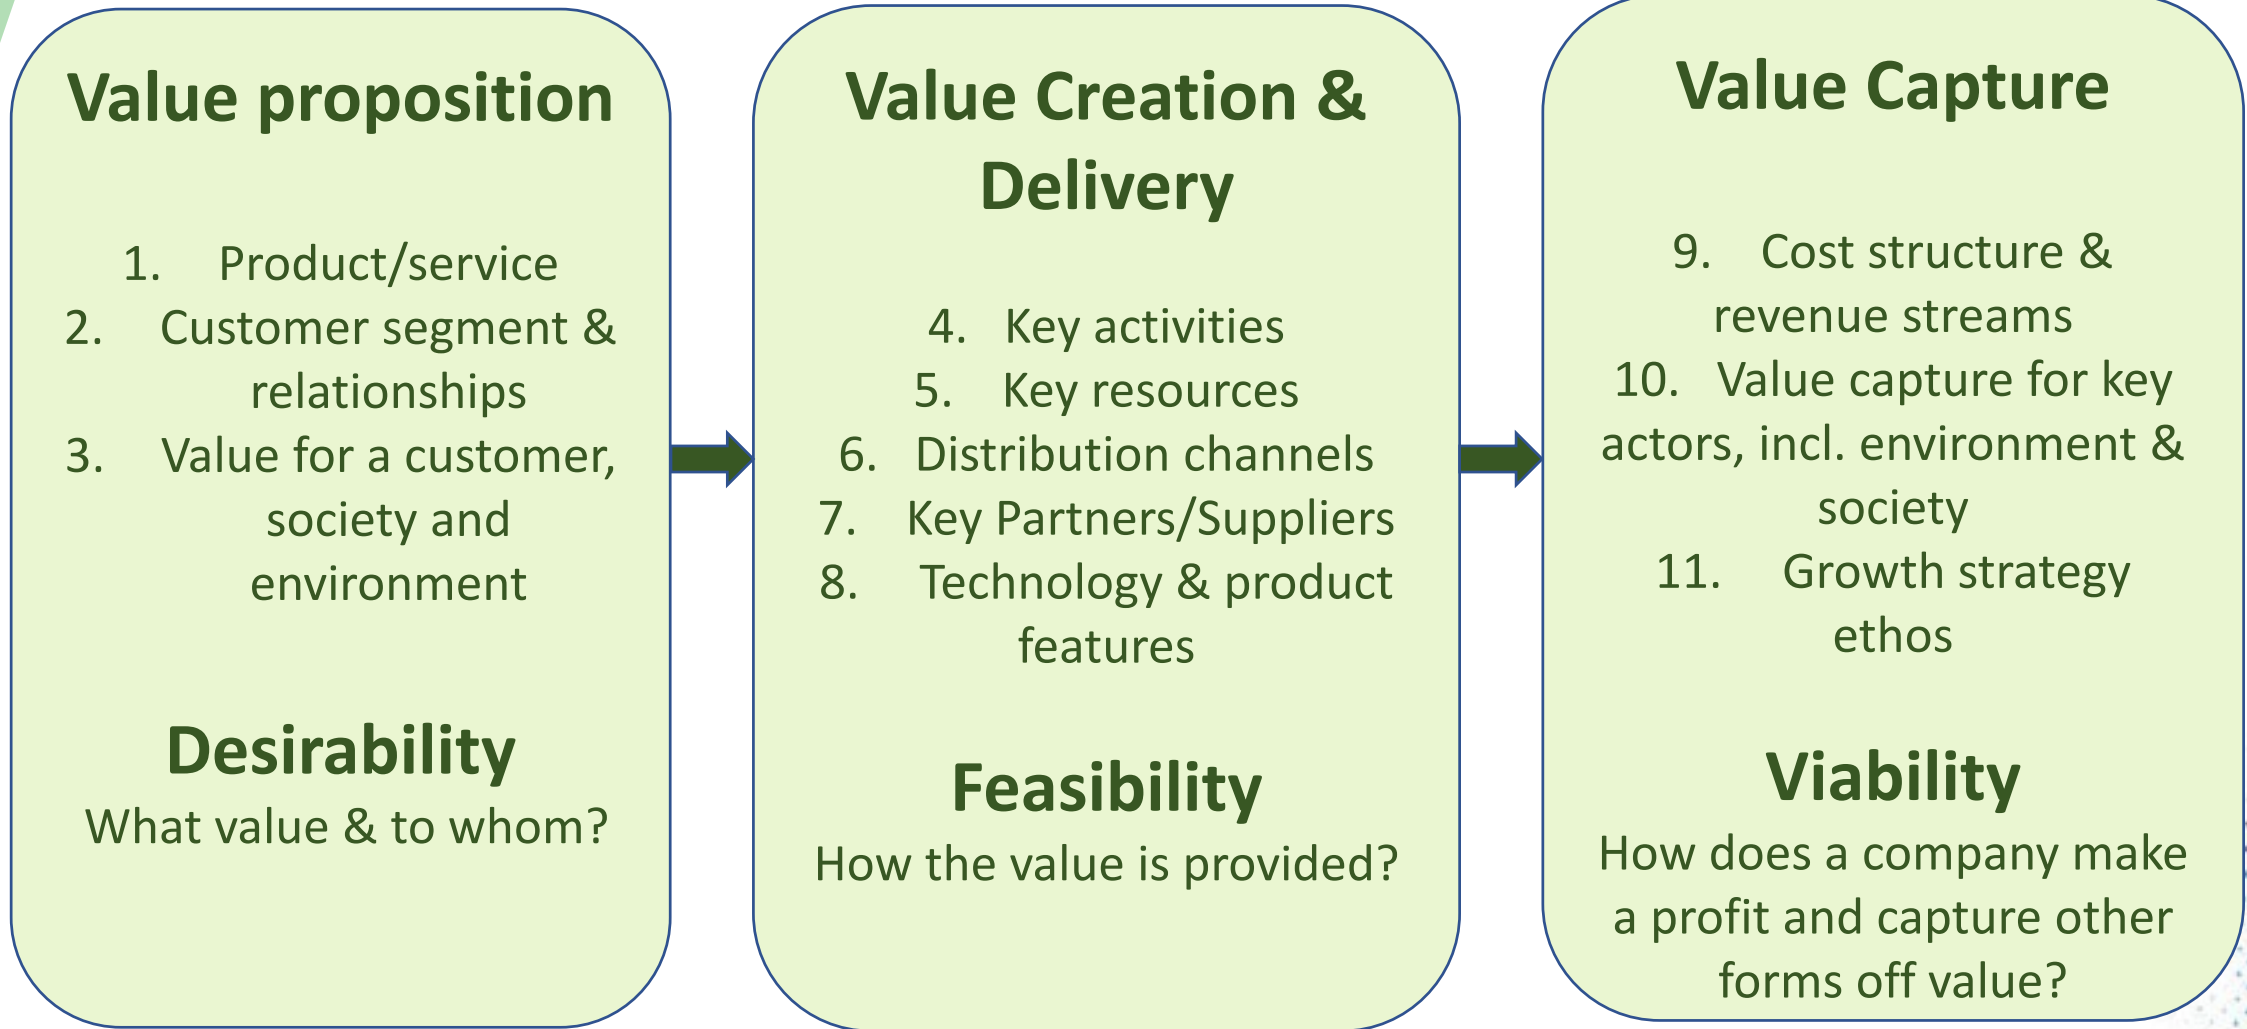 Value proposition
1. Product/service
2. Customer segment &
relationships
3. Value for a customer,
society and
environment
Desirability
What value & to whom?
Value Creation &
Delivery
4. Key activities
5. Key resources
6. Distribution channels
7. Key Partners/Suppliers
8. Technology & product
features
Feasibility
How the value is provided?
Value Capture
9. Cost structure &
revenue streams
10. Value capture for key
actors, incl. environment &
society
11. Growth strategy
ethos
Viability
How does a company make
a profit and capture other
forms off value?